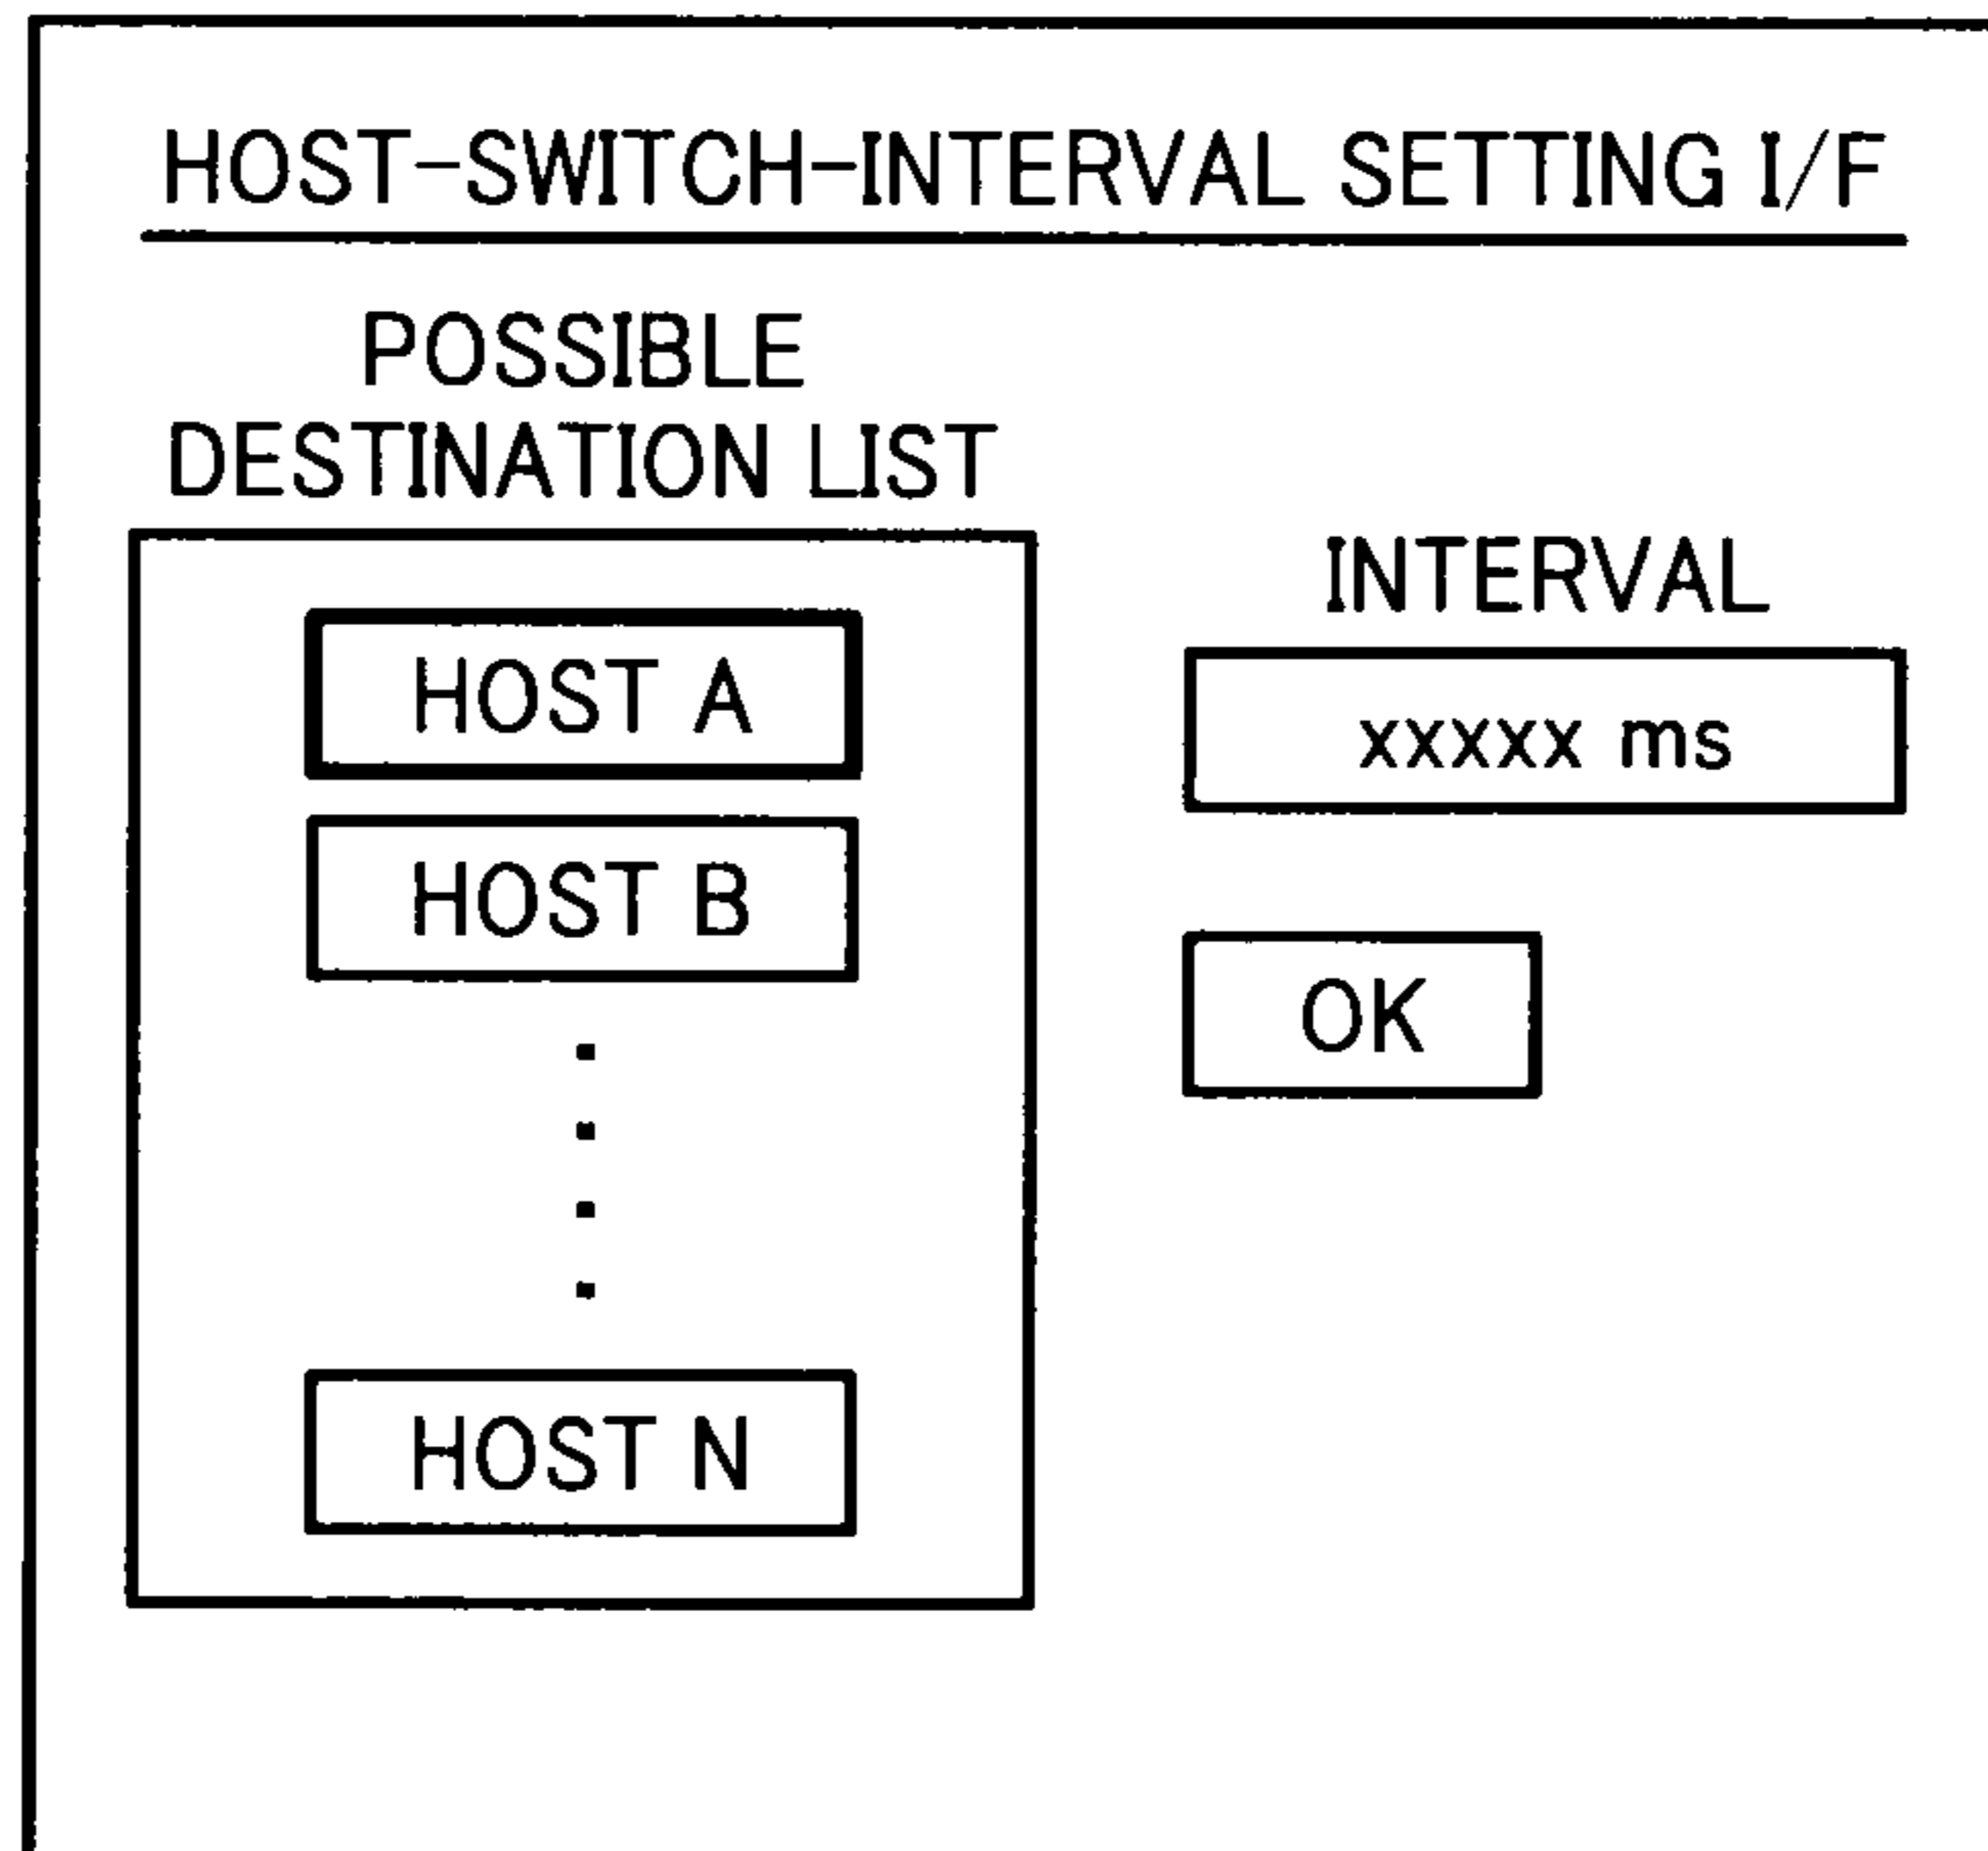 HOST-SWITCH-INTERVAL SETTING I/F
POSSIBLE
DESTINATION LIST
HOST A
HOST B
HOST N
INTERVAL
xxxxx ms
OK